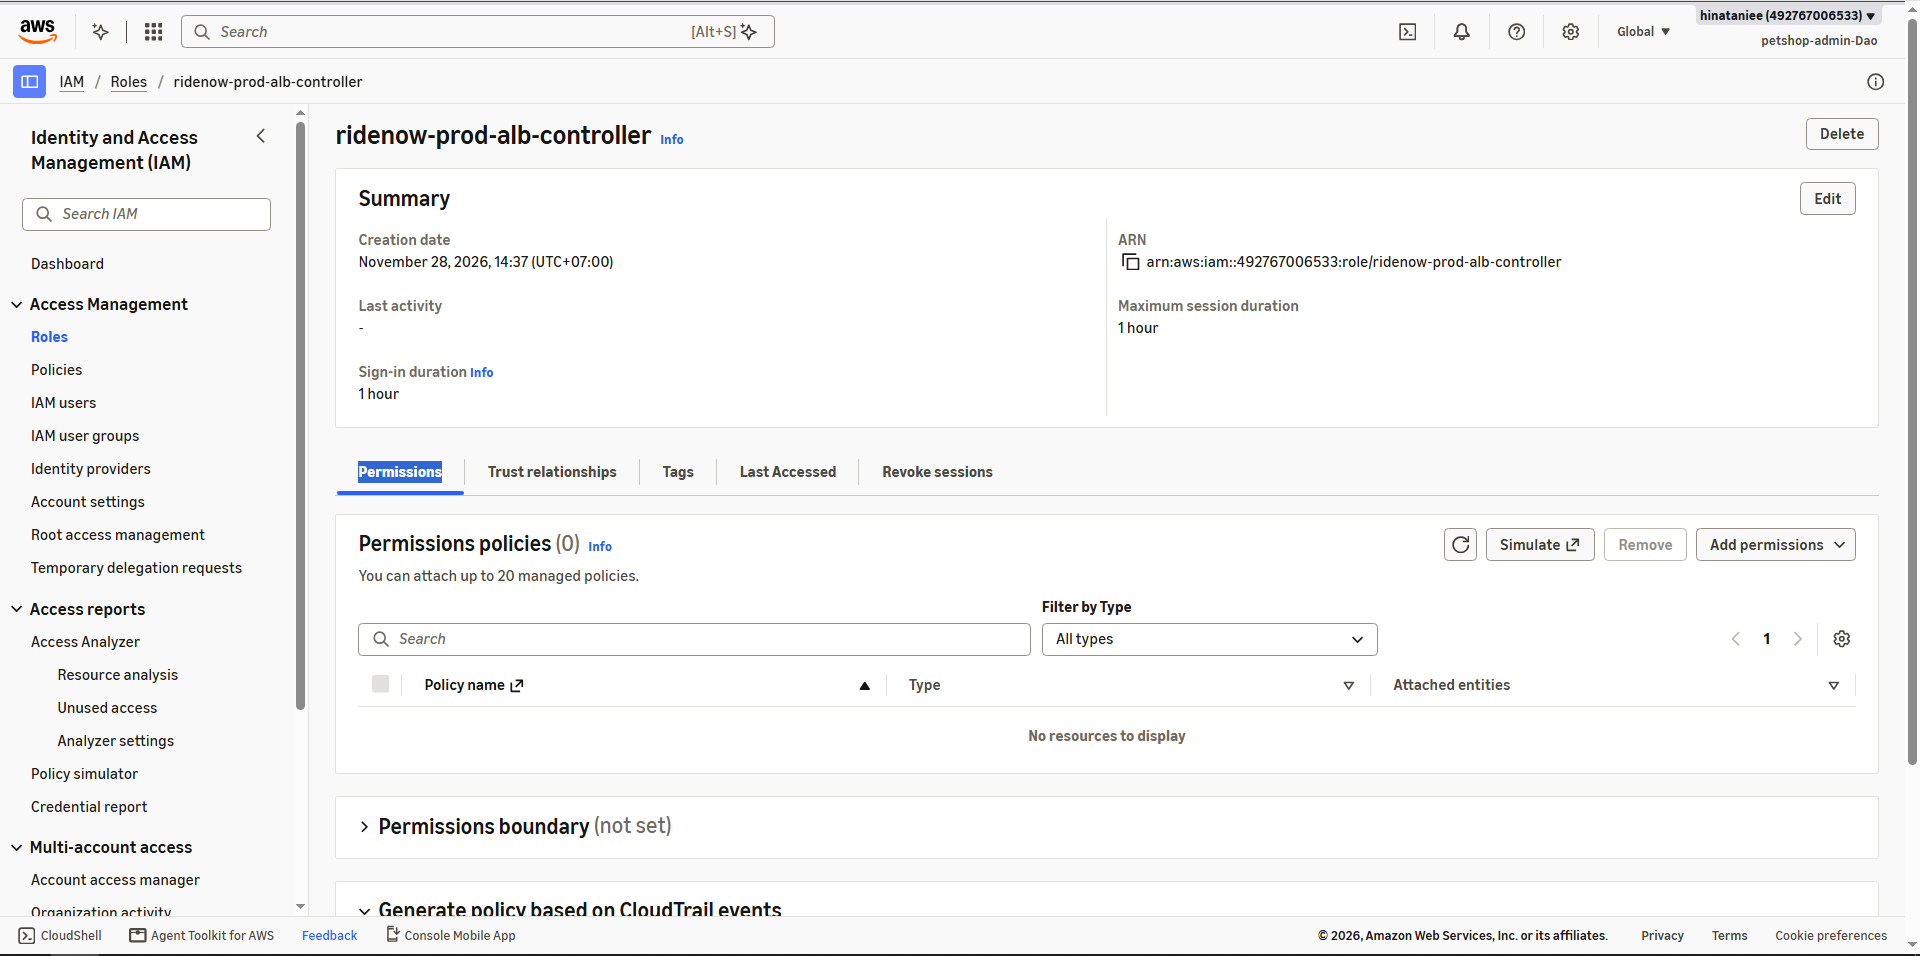 aws
Search
[Alt+S]
Global
hinataniee (492767006533)
petshop-admin-Dao
IAM / Roles / ridenow-prod-alb-controller
Identity and Access Management (IAM)
Search IAM
Dashboard
Access Management
Roles
Policies
IAM users
IAM user groups
Identity providers
Account settings
Root access management
Temporary delegation requests
Access reports
Access Analyzer
Resource analysis
Unused access
Analyzer settings
Policy simulator
Credential report
Multi-account access
Account access manager
Organization activity
ridenow-prod-alb-controller Info
Delete
Summary
Edit
Creation date
November 28, 2026, 14:37 (UTC+07:00)
ARN
arn:aws:iam::492767006533:role/ridenow-prod-alb-controller
Last activity
-
Maximum session duration
1 hour
Sign-in duration Info
1 hour
Permissions
Trust relationships
Tags
Last Accessed
Revoke sessions
Permissions policies (0) Info
You can attach up to 20 managed policies.
Simulate
Remove
Add permissions
Filter by Type
Search
All types
1
Policy name
Type
Attached entities
No resources to display
Permissions boundary (not set)
Generate policy based on CloudTrail events
CloudShell
Agent Toolkit for AWS
Feedback
Console Mobile App
© 2026, Amazon Web Services, Inc. or its affiliates.
Privacy
Terms
Cookie preferences